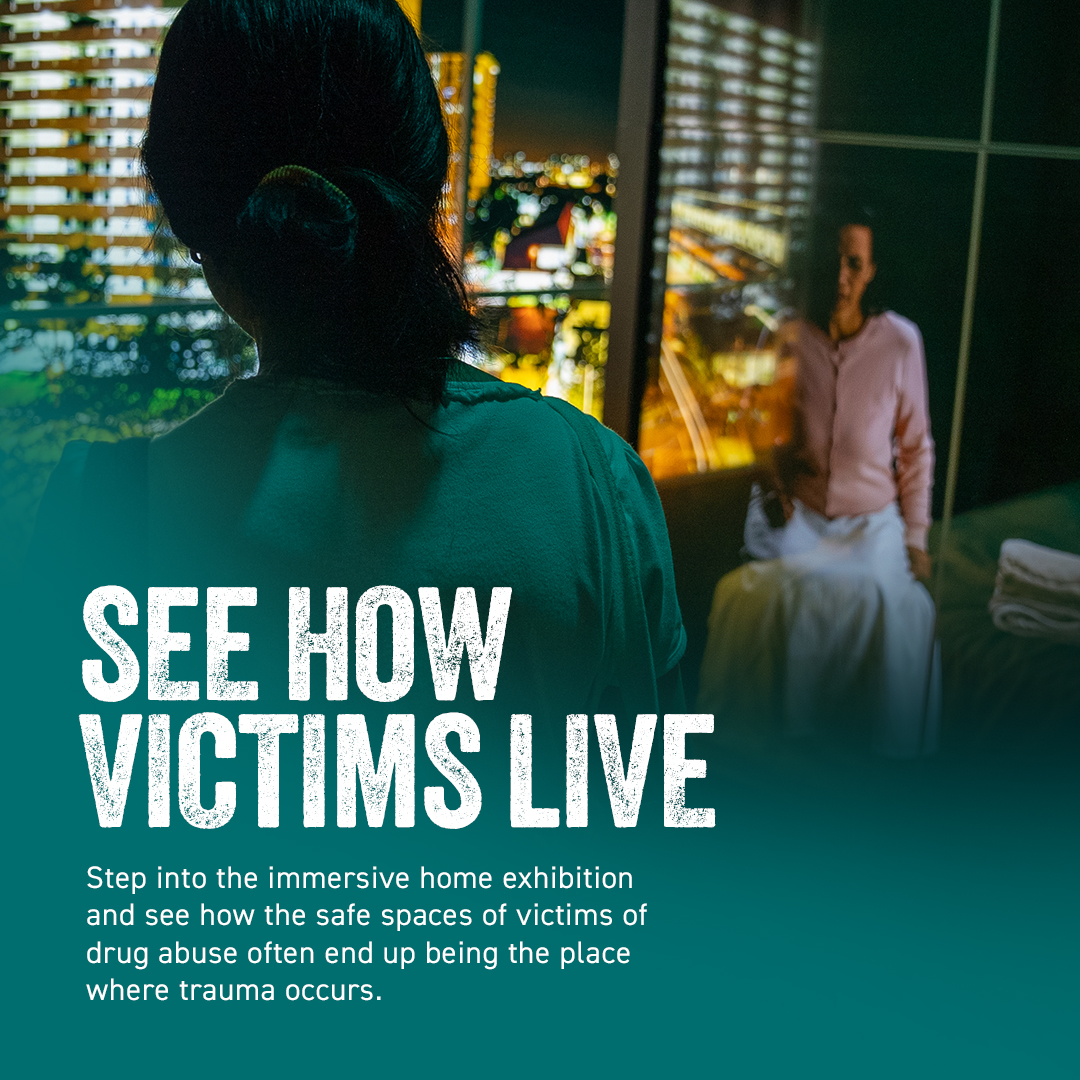 SEE HOW
VICTIMS LIVE
Step into the immersive home exhibition
and see how the safe spaces of victims of
drug abuse often end up being the place
where trauma occurs.